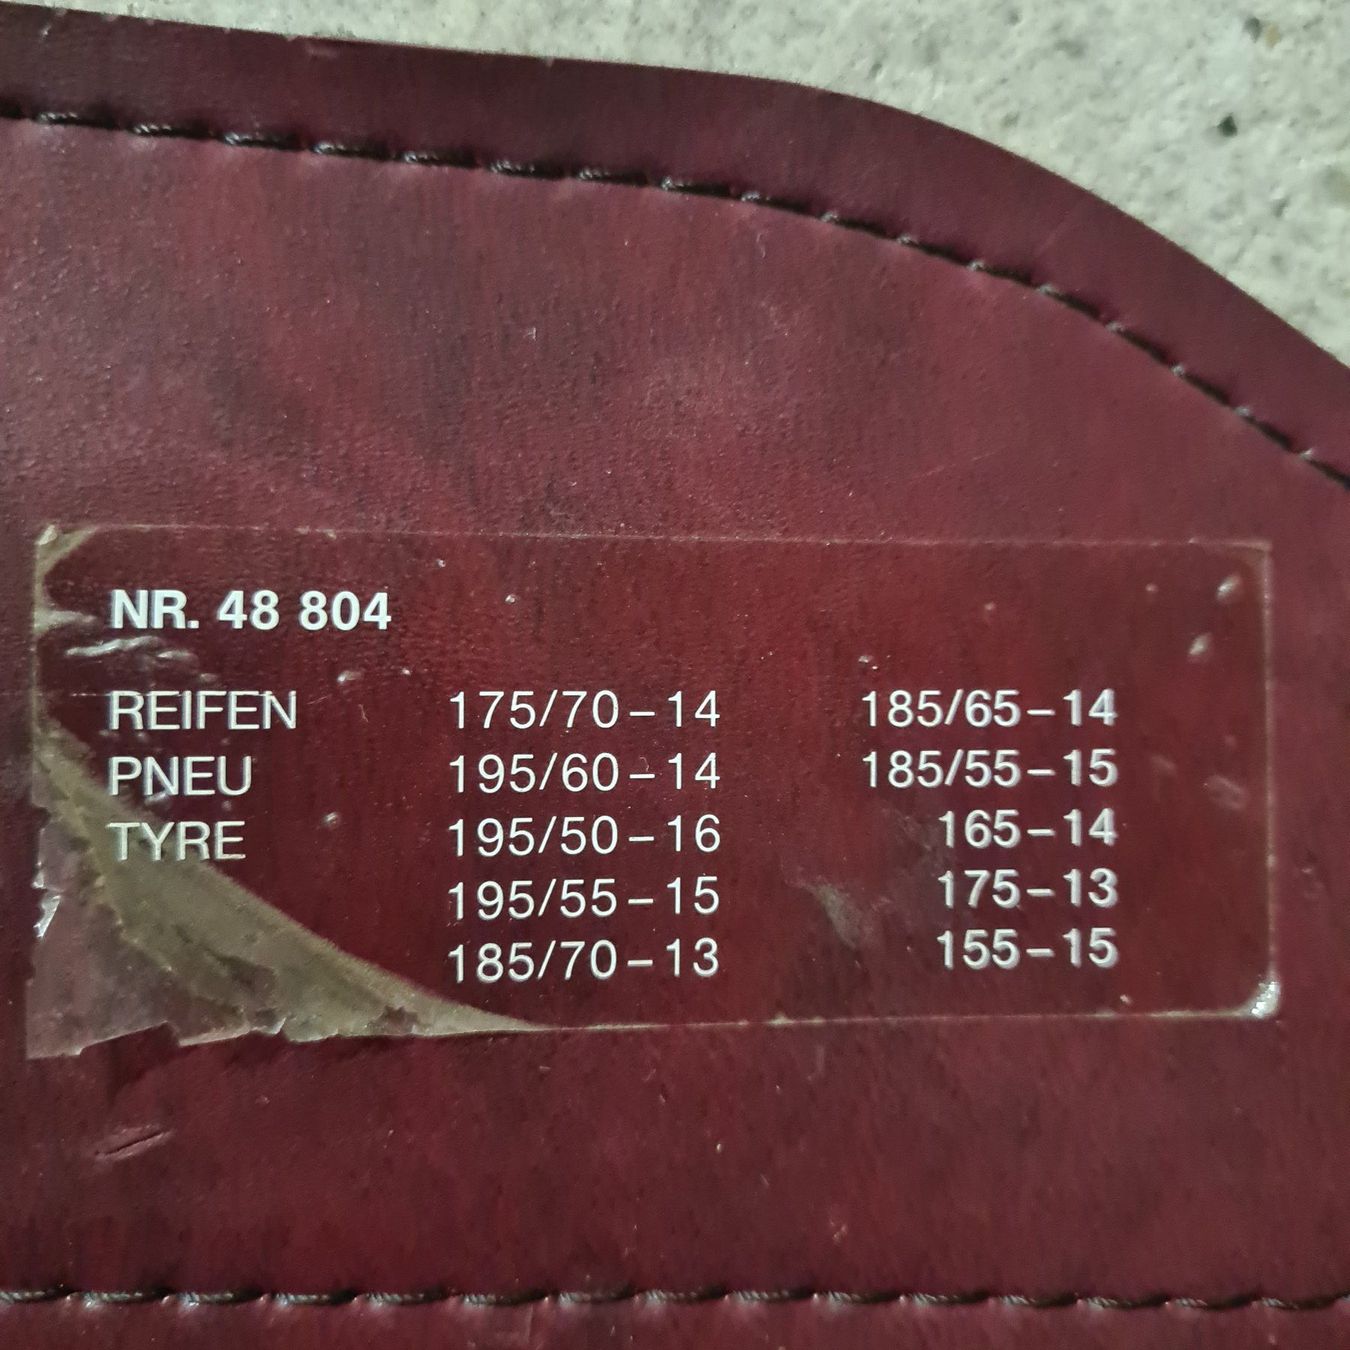 NR. 48 804
REIFEN 175/70-14 185/65-14
PNEU 195/60-14 185/55-15
TYRE 195/50-16 165-14
195/55-15 175-13
185/70-13 155-15